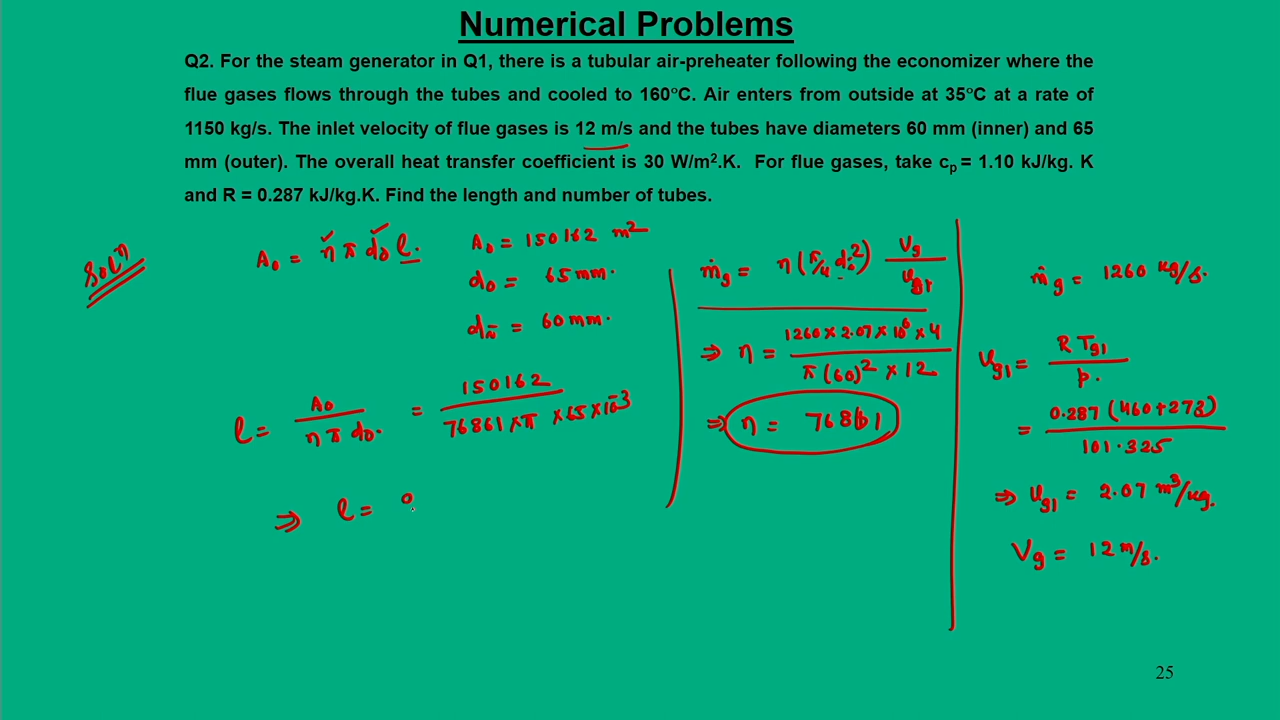 Numerical Problems
Q2. For the steam generator in Q1, there is a tubular air-preheater following the economizer where the
flue gases flows through the tubes and cooled to 160°C. Air enters from outside at 35°C at a rate of
1150 kg/s. The inlet velocity of flue gases is 12 m/s and the tubes have diameters 60 mm (inner) and 65
mm (outer). The overall heat transfer coefficient is 30 W/m².K. For flue gases, take cₚ = 1.10 kJ/kg. K
and R = 0.287 kJ/kg.K. Find the length and number of tubes.
Solⁿ
A₀ = n π d₀ l.
A₀ = 150162 m²
d₀ = 65 mm.
dᵢ = 60 mm.
l = A₀ / n π d₀. = 150162 / 76861 × π × 65 × 10⁻³
⇒ l = 0.
ṁg = n (π/4 dᵢ²) Vg / υg1
⇒ n = 1260 × 2.07 × 10⁶ × 4 / π (60)² × 12
⇒ n = 76861
ṁg = 1260 kg/s.
υg1 = R Tg1 / p.
= 0.287 (460 + 273) / 101.325
⇒ υg1 = 2.07 m³/kg.
Vg = 12 m/s.
25